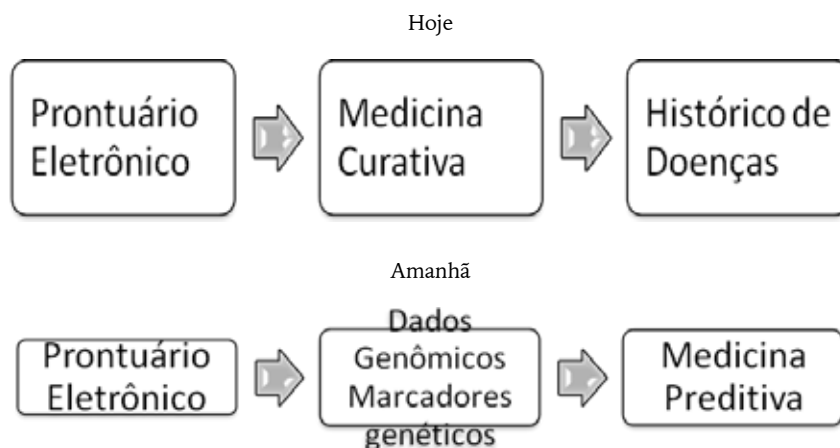 Hoje
Prontuário
Eletrônico
Medicina
Curativa
Histórico de
Doenças
Amanhã
Prontuário
Eletrônico
Dados
Genômicos
Marcadores
genéticos
Medicina
Preditiva